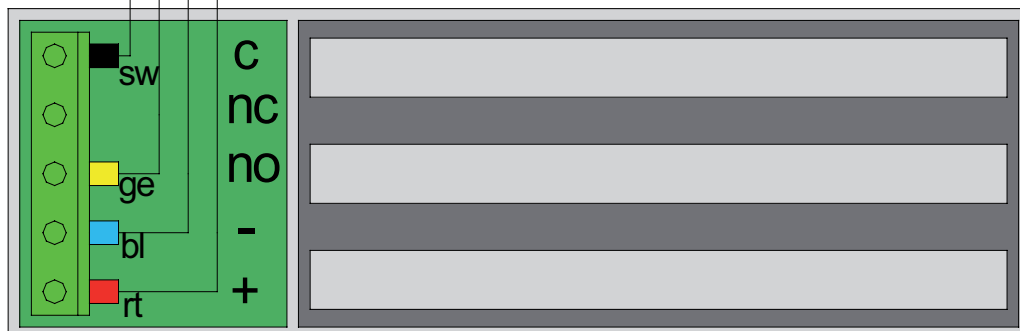 sw c
nc
ge no
bl -
rt +